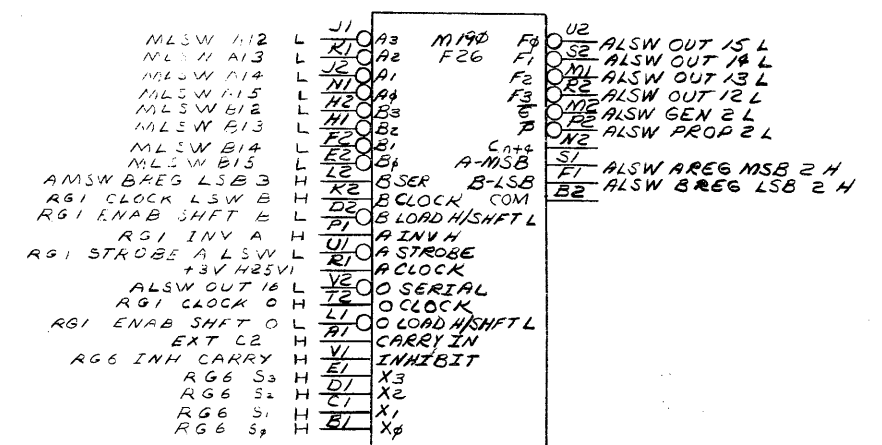 J1 U2
MLSW A12 L A3 M190 F0 ALSW OUT 15 L
K1 S2
MLSW A13 L A2 F26 F1 ALSW OUT 14 L
J2 M1
MLSW A14 L A1 F2 ALSW OUT 13 L
N1 R2
MLSW A15 L A0 F3 ALSW OUT 12 L
H2 M2
MLSW B12 L B3 G ALSW GEN 2 L
H1 P2
MLSW B13 L B2 P ALSW PROP 2 L
F2 N2
MLSW B14 L B1 Cn+4
E2 S1
MLSW B15 L B0 A-MSB ALSW AREG MSB 2 H
L2 F1
AMSW BREG LSB 3 H B SER B-LSB ALSW BREG LSB 2 H
K2 B2
RG1 CLOCK LSW B H B CLOCK COM
D2
RG1 ENAB SHFT B L B LOAD H/SHFT L
P1
RG1 INV A H A INV H
U1
RG1 STROBE A LSW L A STROBE
R1
+3V H25V1 A CLOCK
V2
ALSW OUT 16 L O SERIAL
T2
RG1 CLOCK O H O CLOCK
L1
RG1 ENAB SHFT O L O LOAD H/SHFT L
A1
EXT C2 H CARRY IN
V1
RG6 INH CARRY H INHIBIT
E1
RG6 S3 H X3
D1
RG6 S2 H X2
C1
RG6 S1 H X1
B1
RG6 S0 H X0